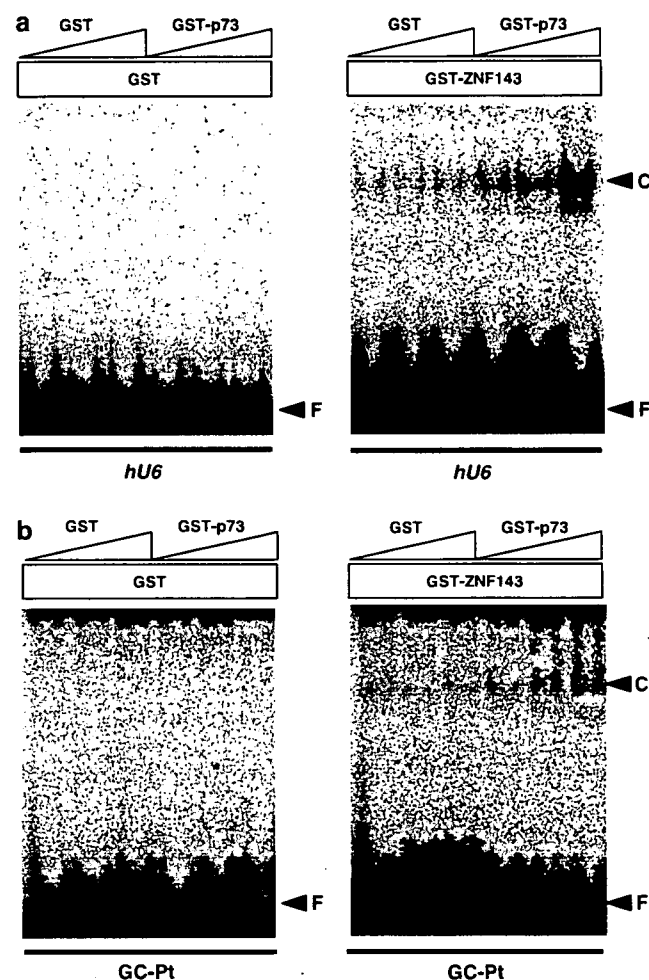 a
GST GST-p73 GST GST-p73
GST GST-ZNF143
C
F F
hU6 hU6
b
GST GST-p73 GST GST-p73
GST GST-ZNF143
C
F F
GC-Pt GC-Pt